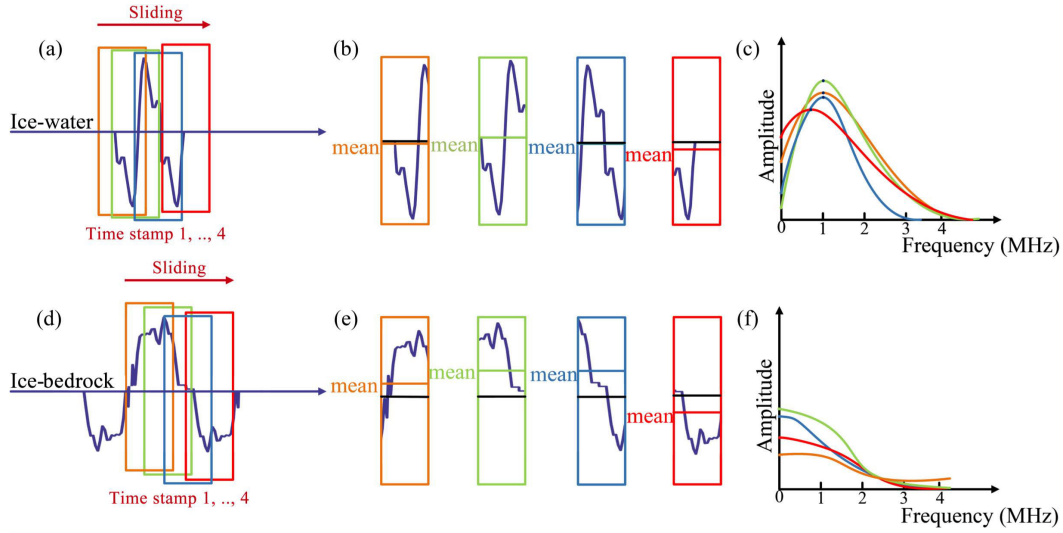 Sliding
(a)
Ice-water
Time stamp 1, .., 4
(b)
mean
mean
mean
mean
(c)
Amplitude
0
1
2
3
4
Frequency (MHz)
Sliding
(d)
Ice-bedrock
Time stamp 1, .., 4
(e)
mean
mean
mean
mean
(f)
Amplitude
0
1
2
3
4
Frequency (MHz)